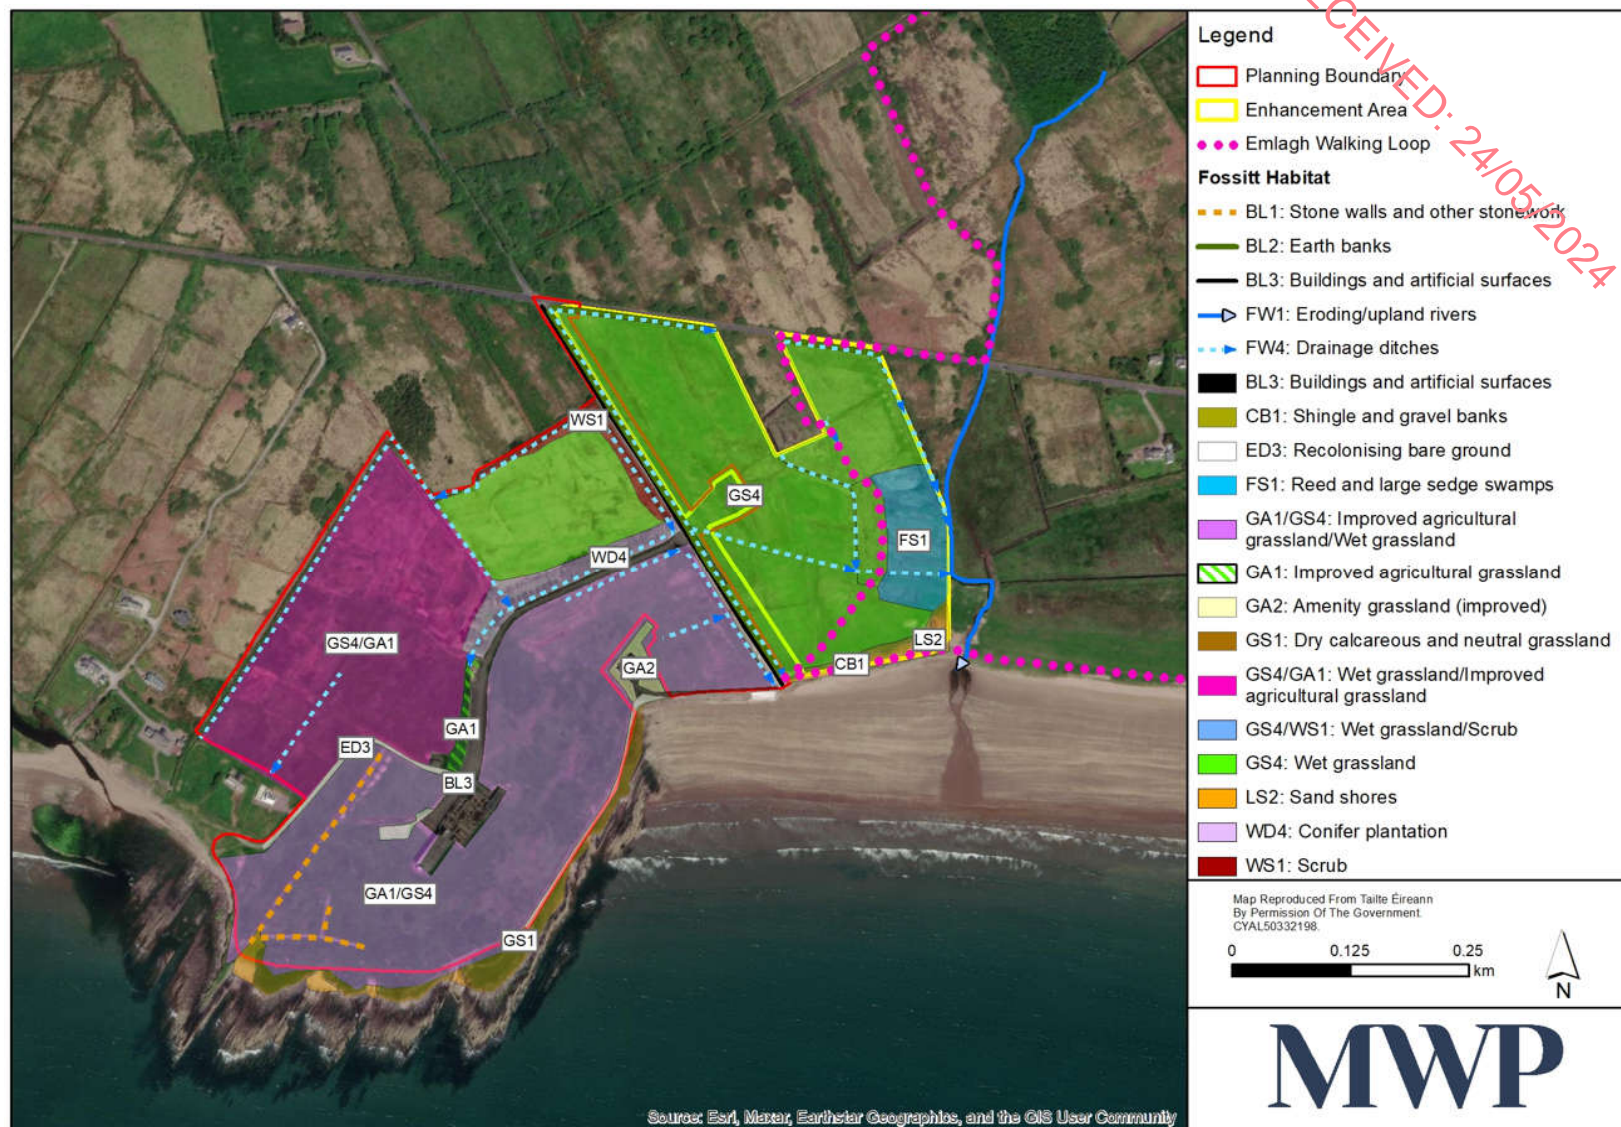 RECEIVED: 24/05/2024
Legend
Planning Boundary
Enhancement Area
Emlagh Walking Loop
Fossitt Habitat
BL1: Stone walls and other stonework
BL2: Earth banks
BL3: Buildings and artificial surfaces
FW1: Eroding/upland rivers
FW4: Drainage ditches
BL3: Buildings and artificial surfaces
CB1: Shingle and gravel banks
ED3: Recolonising bare ground
FS1: Reed and large sedge swamps
GA1/GS4: Improved agricultural
grassland/Wet grassland
GA1: Improved agricultural grassland
GA2: Amenity grassland (improved)
GS1: Dry calcareous and neutral grassland
GS4/GA1: Wet grassland/Improved
agricultural grassland
GS4/WS1: Wet grassland/Scrub
GS4: Wet grassland
LS2: Sand shores
WD4: Conifer plantation
WS1: Scrub
Map Reproduced From Tailte Éireann
By Permission Of The Government.
CYAL50332198.
0 0.125 0.25
km
N
MWP
WS1
GS4
FS1
WD4
GS4/GA1
LS2
CB1
GA2
GA1
ED3
BL3
GA1/GS4
GS1
Source: Esri, Maxar, Earthstar Geographics, and the GIS User Community